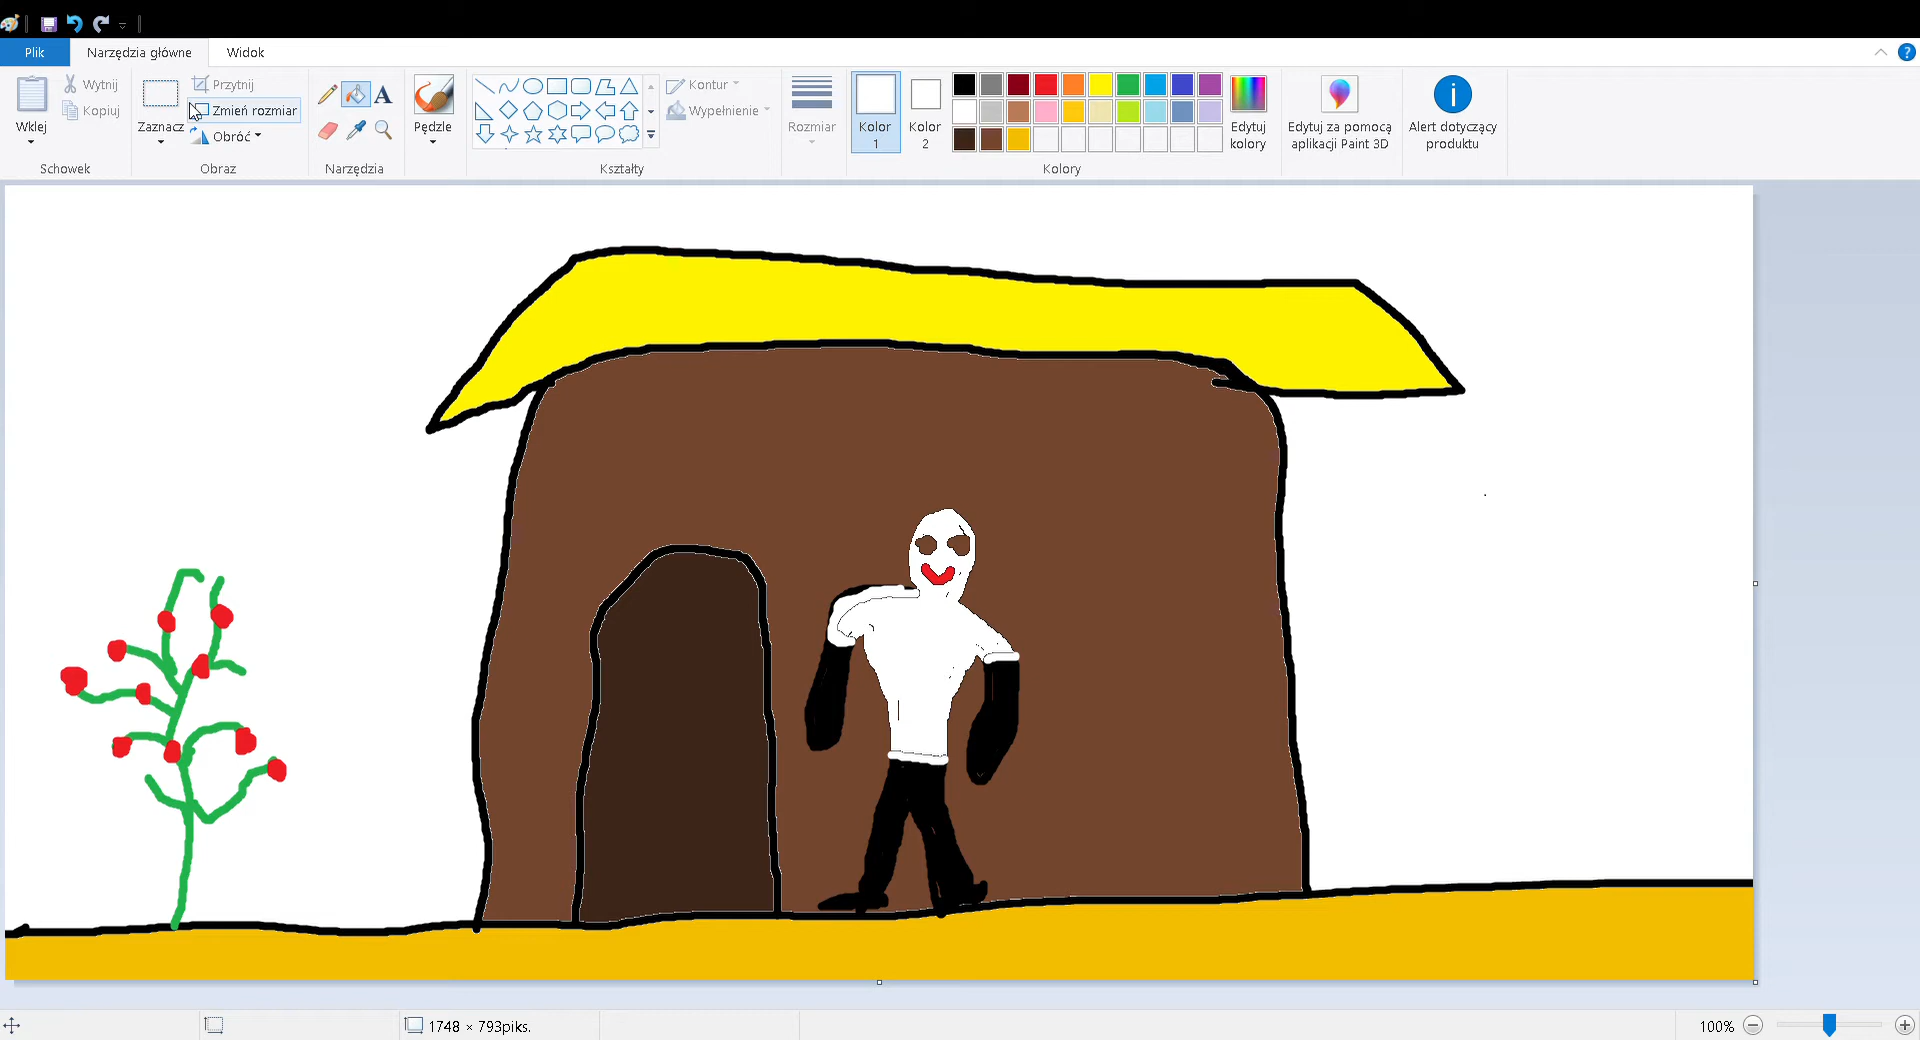 Plik Narzędzia główne Widok
Wklej
Wytnij
Kopiuj
Schowek
Zaznacz
Przytnij
Zmień rozmiar
Obróć
Obraz
A
Narzędzia
Pędzle
Kontur
Wypełnienie
Kształty
Rozmiar
Kolor
1
Kolor
2
Edytuj
kolory
Kolory
Edytuj za pomocą
aplikacji Paint 3D
Alert dotyczący
produktu
1748 × 793piks.
100%